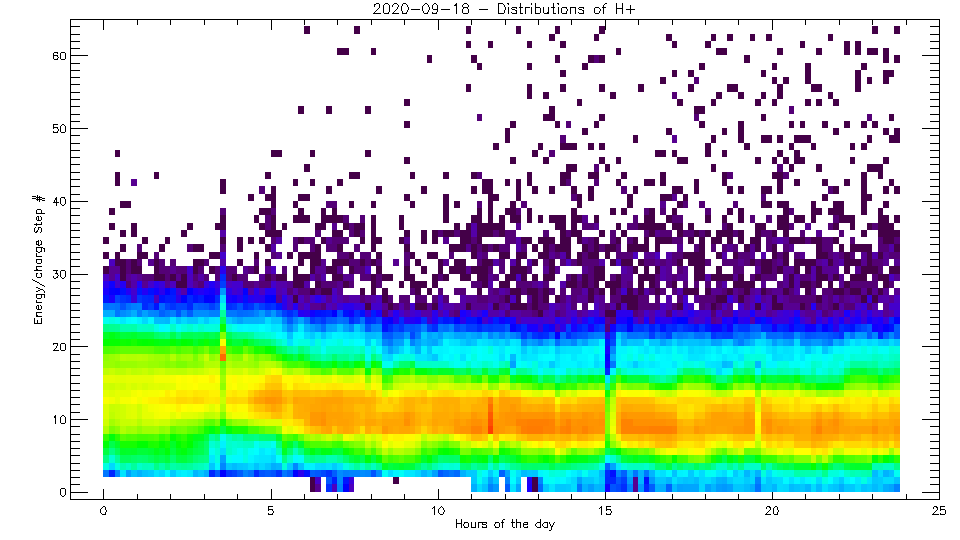 2020-09-18 - Distributions of H+
60
50
40
30
20
10
0
Energy/charge Step #
0 5 10 15 20 25
Hours of the day